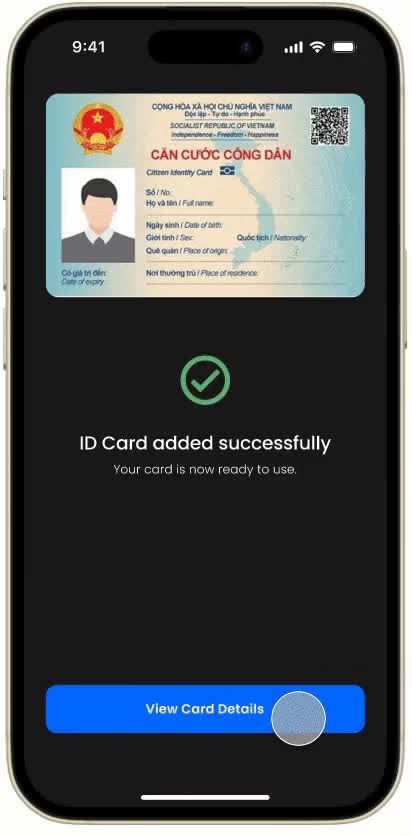 9:41
CỘNG HÒA XÃ HỘI CHỦ NGHĨA VIỆT NAM
Độc lập - Tự do - Hạnh phúc
SOCIALIST REPUBLIC OF VIETNAM
Independence - Freedom - Happiness
CĂN CƯỚC CÔNG DÂN
Citizen Identity Card
Số / No:
Họ và tên / Full name:
Ngày sinh / Date of birth:
Giới tính / Sex:
Quốc tịch / Nationality:
Quê quán / Place of origin:
Có giá trị đến:
Date of expiry
Nơi thường trú / Place of residence:
ID Card added successfully
Your card is now ready to use.
View Card Details